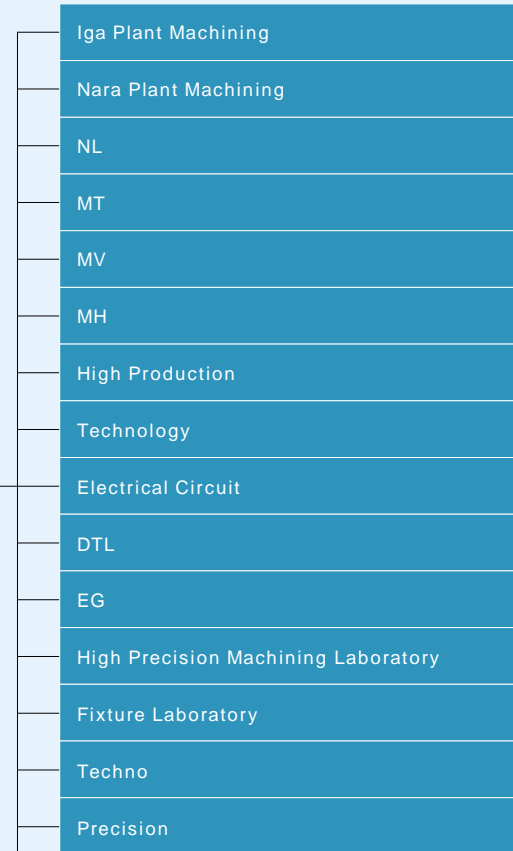 Iga Plant Machining
Nara Plant Machining
NL
MT
MV
MH
High Production
Technology
Electrical Circuit
DTL
EG
High Precision Machining Laboratory
Fixture Laboratory
Techno
Precision